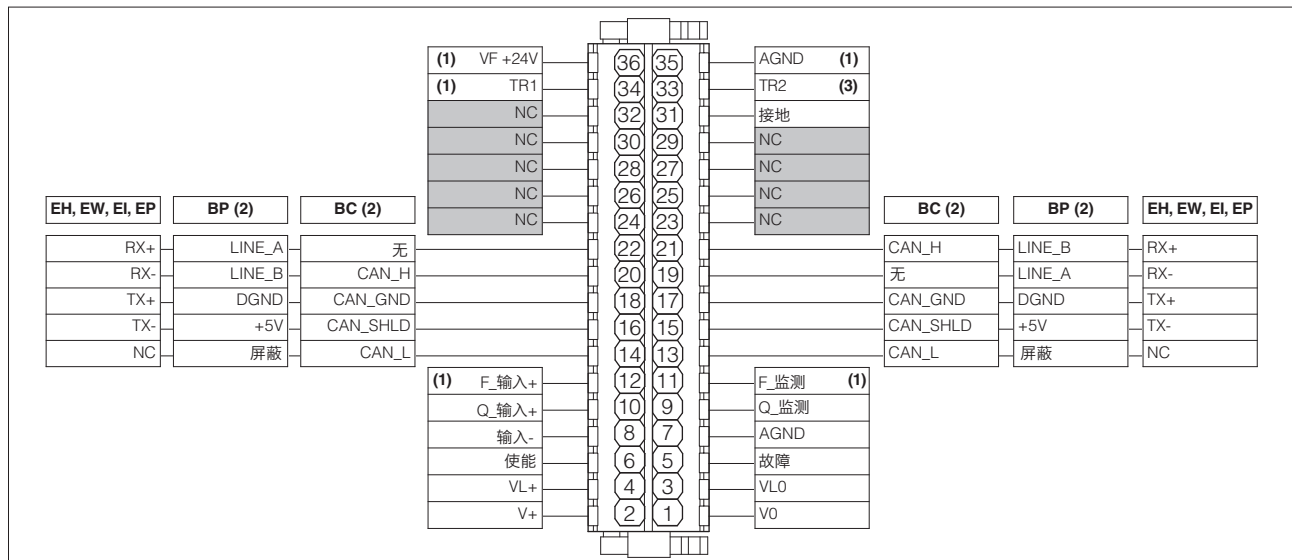 (1) VF +24V 36 35 AGND (1)
(1) TR1 34 33 TR2 (3)
NC 32 31 接地
NC 30 29 NC
NC 28 27 NC
NC 26 25 NC
NC 24 23 NC
EH, EW, EI, EP BP (2) BC (2) BC (2) BP (2) EH, EW, EI, EP
RX+ LINE_A 无 22 21 CAN_H LINE_B RX+
RX- LINE_B CAN_H 20 19 无 LINE_A RX-
TX+ DGND CAN_GND 18 17 CAN_GND DGND TX+
TX- +5V CAN_SHLD 16 15 CAN_SHLD +5V TX-
NC 屏蔽 CAN_L 14 13 CAN_L 屏蔽 NC
(1) F_输入+ 12 11 F_监测 (1)
Q_输入+ 10 9 Q_监测
输入- 8 7 AGND
使能 6 5 故障
VL+ 4 3 VL0
V+ 2 1 V0